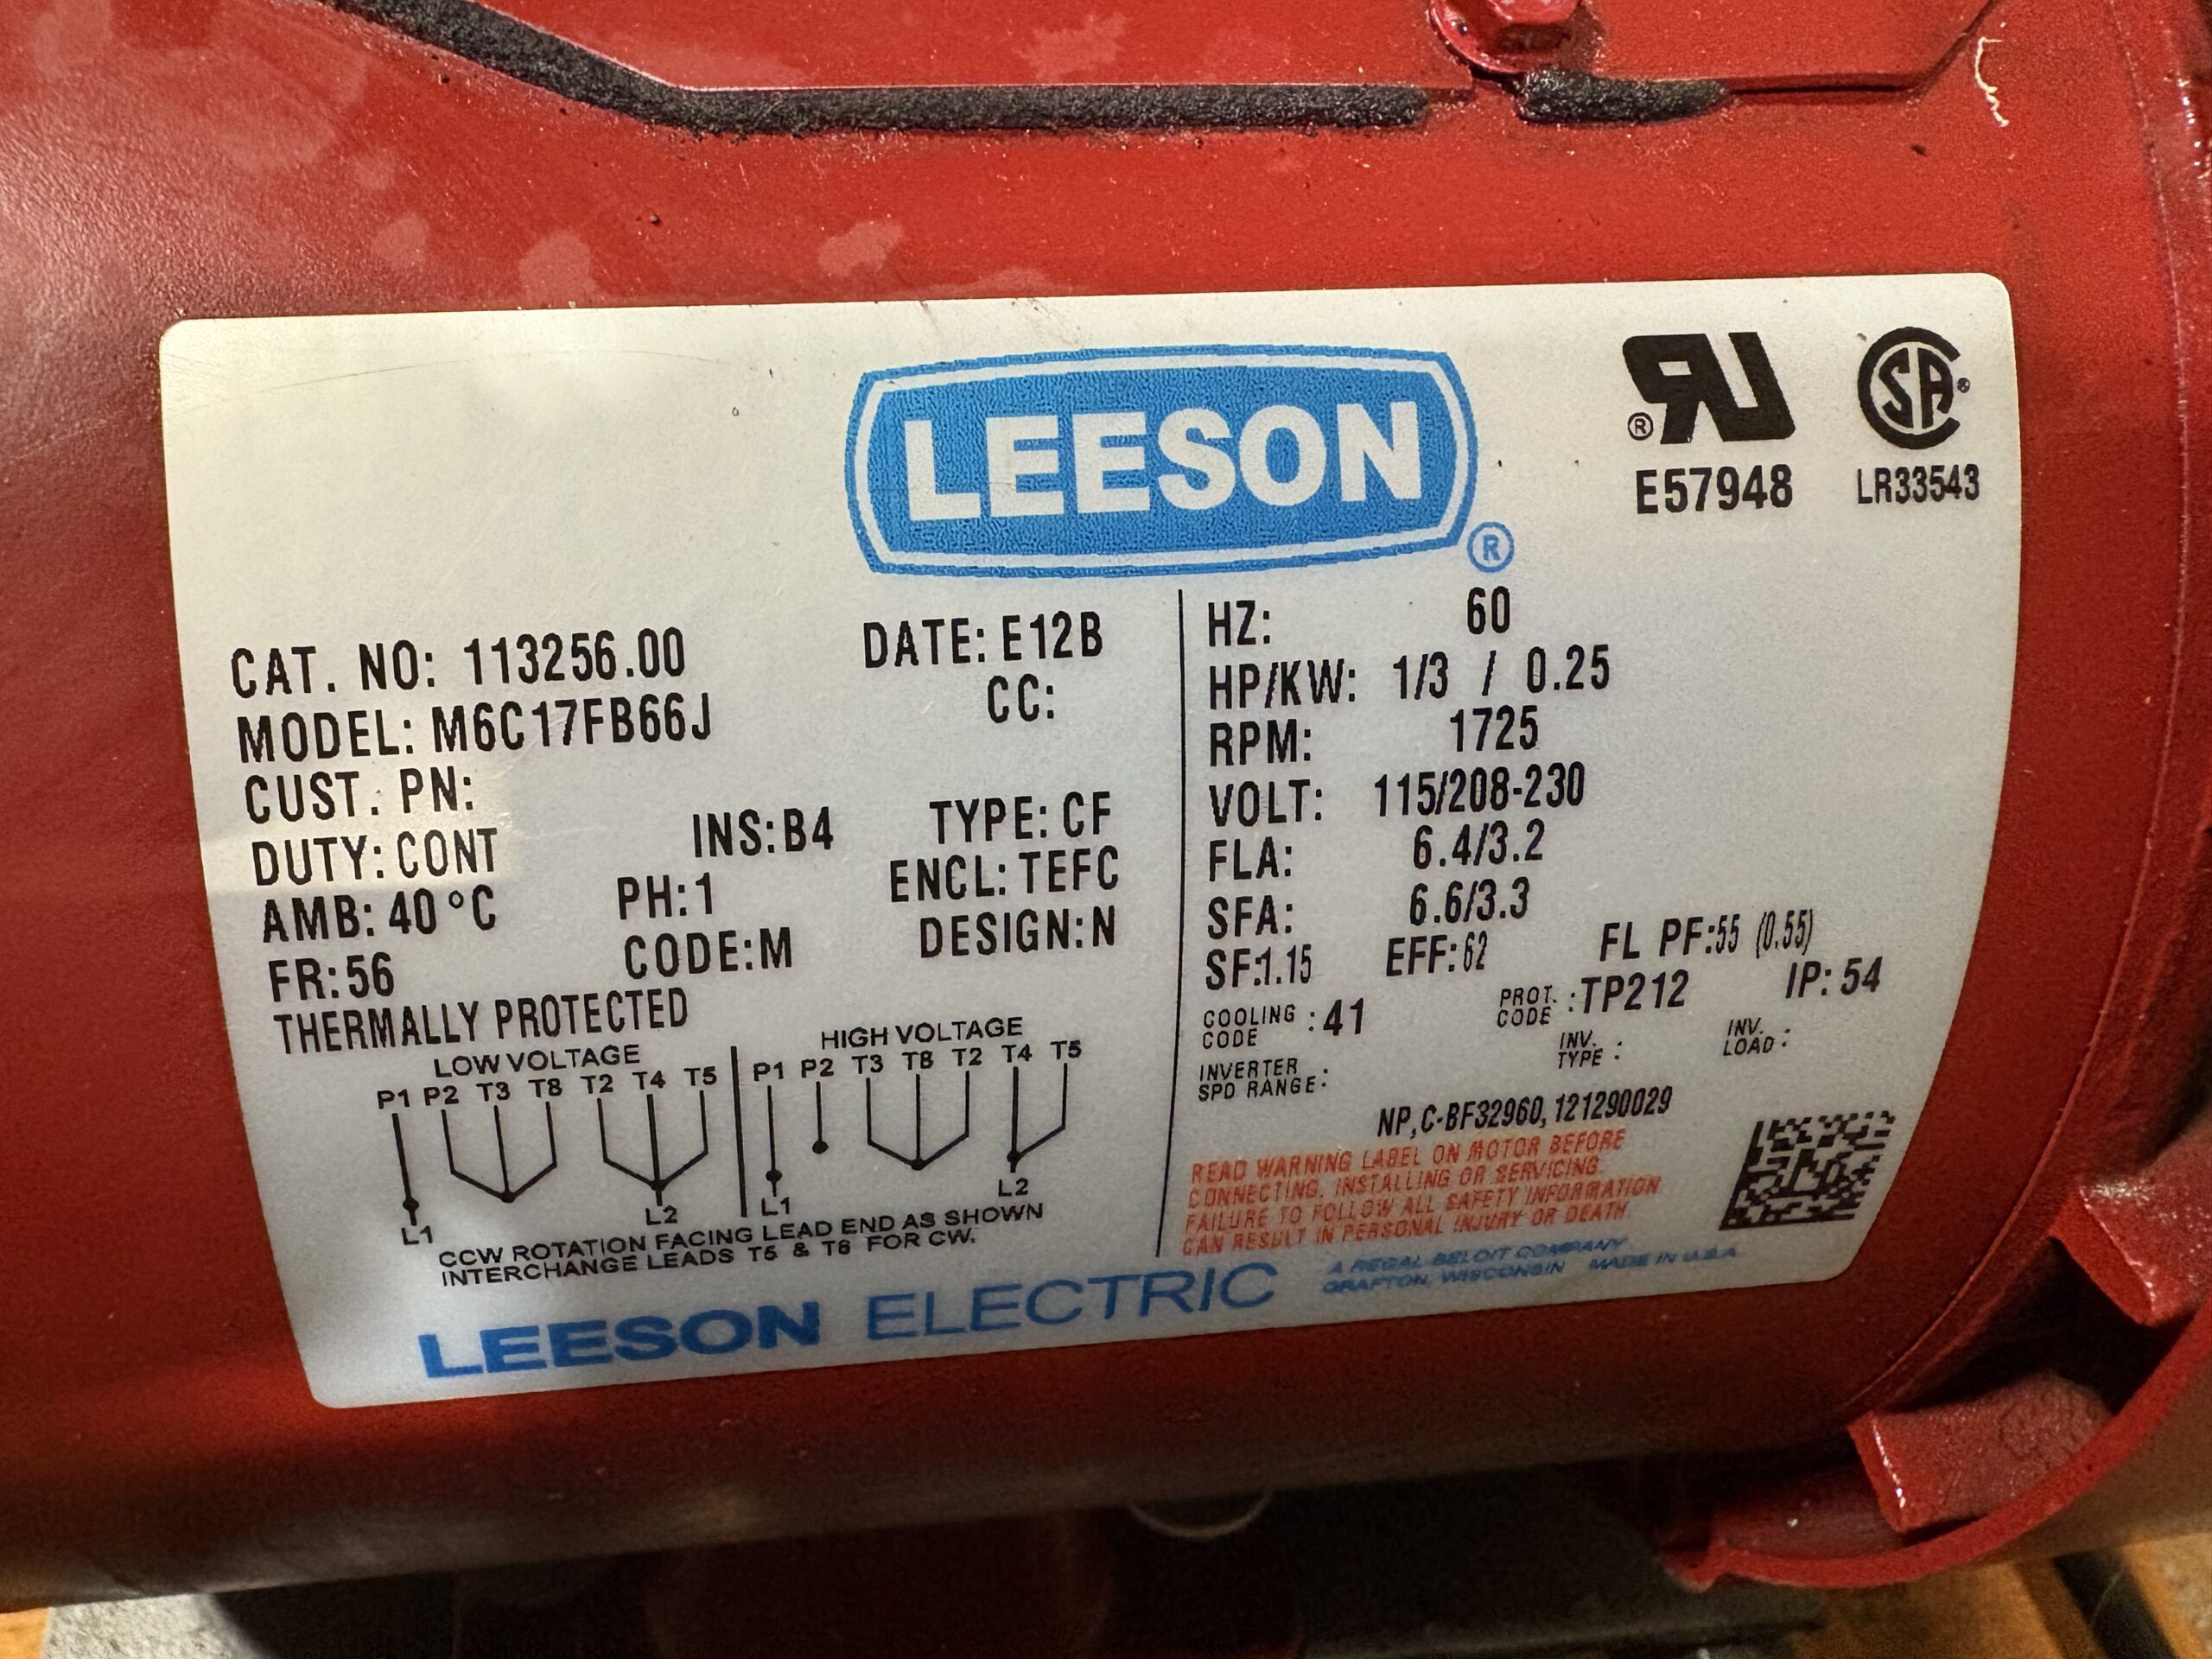 LEESON
®
UR
®
E57948
SA
®
LR33543
CAT. NO: 113256.00
DATE: E12B
MODEL: M6C17FB66J
CC:
CUST. PN:
DUTY: CONT
INS:B4
TYPE: CF
AMB: 40°C
PH:1
ENCL: TEFC
FR:56
CODE:M
DESIGN:N
THERMALLY PROTECTED
LOW VOLTAGE
P1 P2 T3 T8 T2 T4 T5
L1
L2
HIGH VOLTAGE
P1 P2 T3 T8 T2 T4 T5
L1
L2
CCW ROTATION FACING LEAD END AS SHOWN
INTERCHANGE LEADS T5 & T8 FOR CW.
HZ: 60
HP/KW: 1/3 / 0.25
RPM: 1725
VOLT: 115/208-230
FLA: 6.4/3.2
SFA: 6.6/3.3
SF:1.15 EFF:62 FL PF:55 (0.55)
COOLING CODE : 41
PROT. CODE : TP212
IP: 54
INVERTER SPD RANGE :
INV. TYPE :
INV. LOAD :
NP,C-BF32960, 121290029
READ WARNING LABEL ON MOTOR BEFORE
CONNECTING, INSTALLING OR SERVICING.
FAILURE TO FOLLOW ALL SAFETY INFORMATION
CAN RESULT IN PERSONAL INJURY OR DEATH
LEESON ELECTRIC
A REGAL BELOIT COMPANY
GRAFTON, WISCONSIN MADE IN U.S.A.